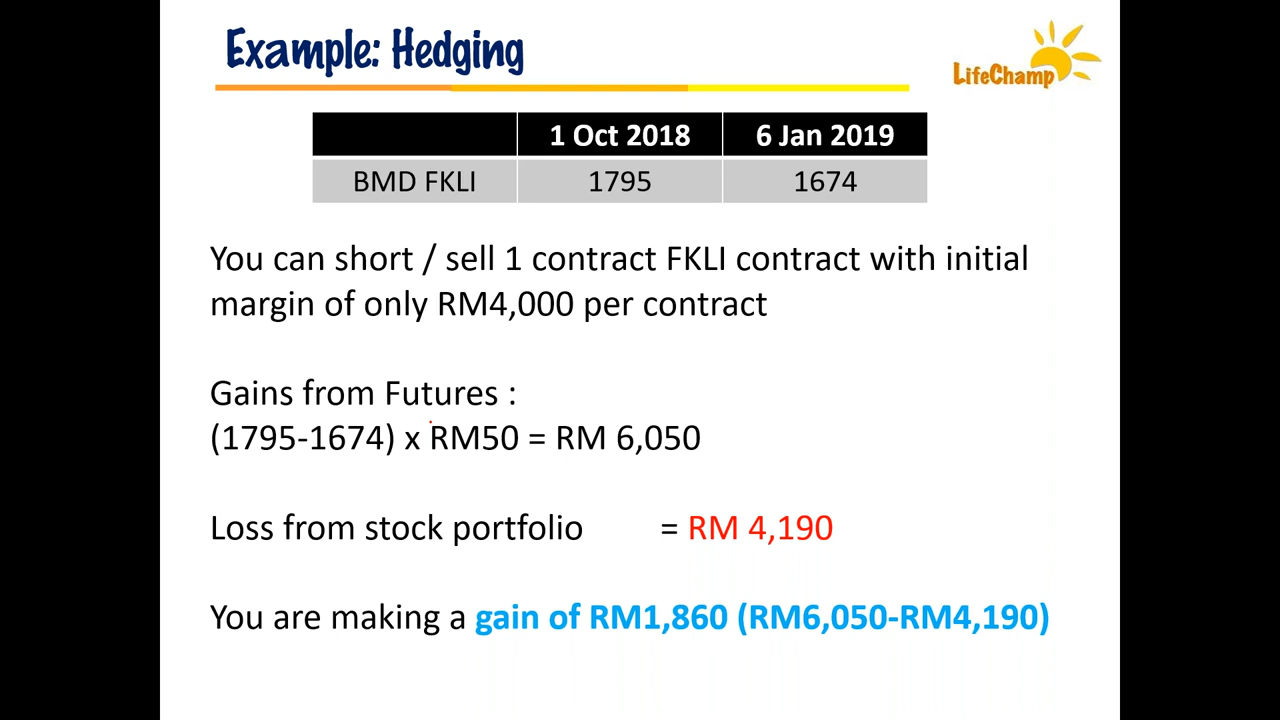 Example: Hedging
LifeChamp
1 Oct 2018 6 Jan 2019
BMD FKLI 1795 1674
You can short / sell 1 contract FKLI contract with initial
margin of only RM4,000 per contract
Gains from Futures :
(1795-1674) x RM50 = RM 6,050
Loss from stock portfolio = RM 4,190
You are making a gain of RM1,860 (RM6,050-RM4,190)